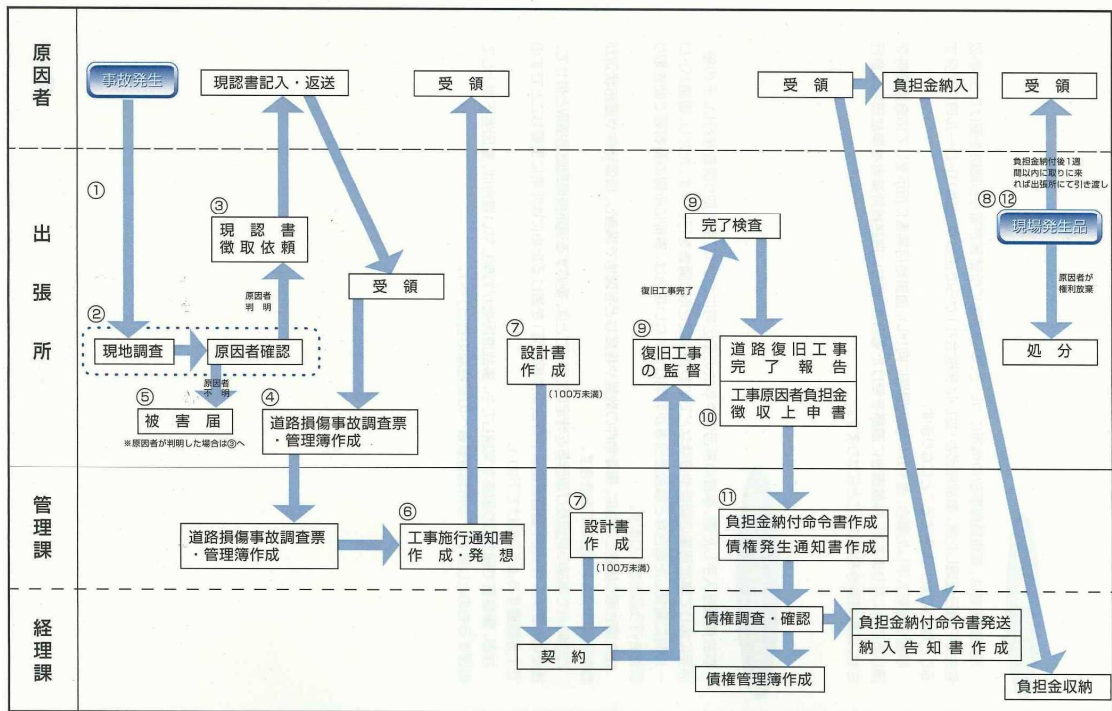 原因者
事故発生
現認書記入・返送
受領
受領
負担金納入
受領
出張所
①
②
現地調査
原因者確認
原因者
判明
③
現認書
徴取依頼
受領
原因者
不明
⑤
被害届
※原因者が判明した場合は③へ
④
道路損傷事故調査票
・管理簿作成
⑦
設計書
作成
(100万未満)
⑨
復旧工事
の監督
復旧工事完了
⑨
完了検査
道路復旧工事
完了報告
工事原因者負担金
徴収上申書
⑩
負担金納付後1週
間以内に取りに来
れば出張所にて引き渡し
⑧⑫
現場発生品
原因者が
権利放棄
処分
管理課
道路損傷事故調査票
・管理簿作成
⑥
工事施行通知書
作成・発想
⑦
設計書
作成
(100万未満)
⑪
負担金納付命令書作成
債権発生通知書作成
経理課
契約
債権調査・確認
債権管理簿作成
負担金納付命令書発送
納入告知書作成
負担金収納